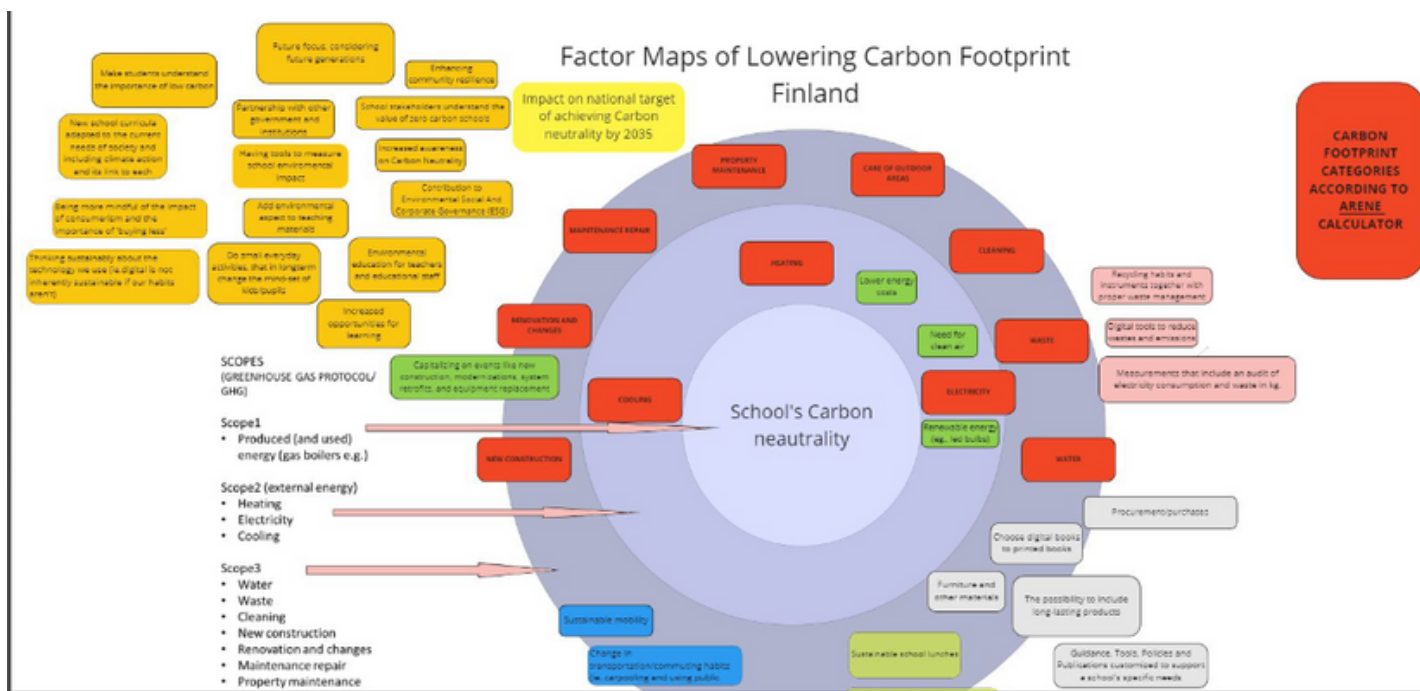 Factor Maps of Lowering Carbon Footprint
Finland
Future focus, considering
future generations
Make students understand
the importance of low carbon
Enhancing
community resilience
Partnership with other
government and
institutions
School stakeholders understand the
value of zero carbon schools
Impact on national target
of achieving Carbon
neutrality by 2035
New school curricula
adapted to the current
needs of society and
including climate action
and its link to each
Having tools to measure
school enviromental
impact
Increased awareness
on Carbon Neutrality
Contribution to
Environmental Social And
Corporate Governance (ESG)
Being more mindful of the impact
of consumerism and the
importance of 'buying less'
Add environmental
aspect to teaching
materials
Thinking sustainably about the
technology we use (ie digital is not
inherently sustainable if our habits
aren't)
Do small everyday
activities, that in longterm
change the mind-set of
kids/pupils
Environmental
education for teachers
and educational staff
Increased
opportunities for
learning
CARBON
FOOTPRINT
CATEGORIES
ACCORDING TO
ARENE
CALCULATOR
PROPERTY
MAINTENANCE
CARE OF OUTDOOR
AREAS
MAINTENANCE REPAIR
HEATING
CLEANING
Lower energy
costs
Recycling habits and
instruments together with
proper waste management
RENOVATION AND
CHANGES
Need for
clean air
WASTE
Digital tools to reduce
wastes and emissions
SCOPES
(GREENHOUSE GAS PROTOCOL/
GHG)
Capitalizing on events like new
construction, modernizations, system
retrofits, and equipment replacement
Measurements that include an audit of
electricity consumption and waste in kg.
COOLING
ELECTRICITY
School's Carbon
neautrality
Renewable energy
(eg., led bulbs)
Scope1
• Produced (and used)
energy (gas boilers e.g.)
NEW CONSTRUCTION
WATER
Scope2 (external energy)
• Heating
• Electricity
• Cooling
Procurement/purchases
Choose digital books
to printed books
Scope3
• Water
• Waste
• Cleaning
• New construction
• Renovation and changes
• Maintenance repair
• Property maintenance
Furniture and
other materials
The possibility to include
long-lasting products
Sustainable mobility
Change in
transportation/commuting habits
(ie. carpooling and using public
Sustainable school lunches
Guidance, Tools, Policies and
Publications customized to support
a school's specific needs